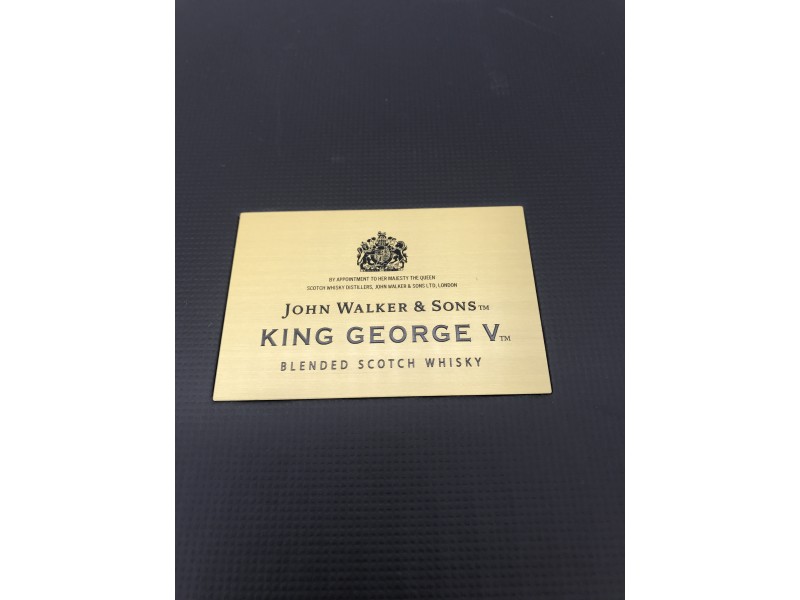 BY APPOINTMENT TO HER MAJESTY THE QUEEN
SCOTCH WHISKY DISTILLERS, JOHN WALKER & SONS LTD, LONDON
JOHN WALKER & SONS™
KING GEORGE V™
BLENDED SCOTCH WHISKY